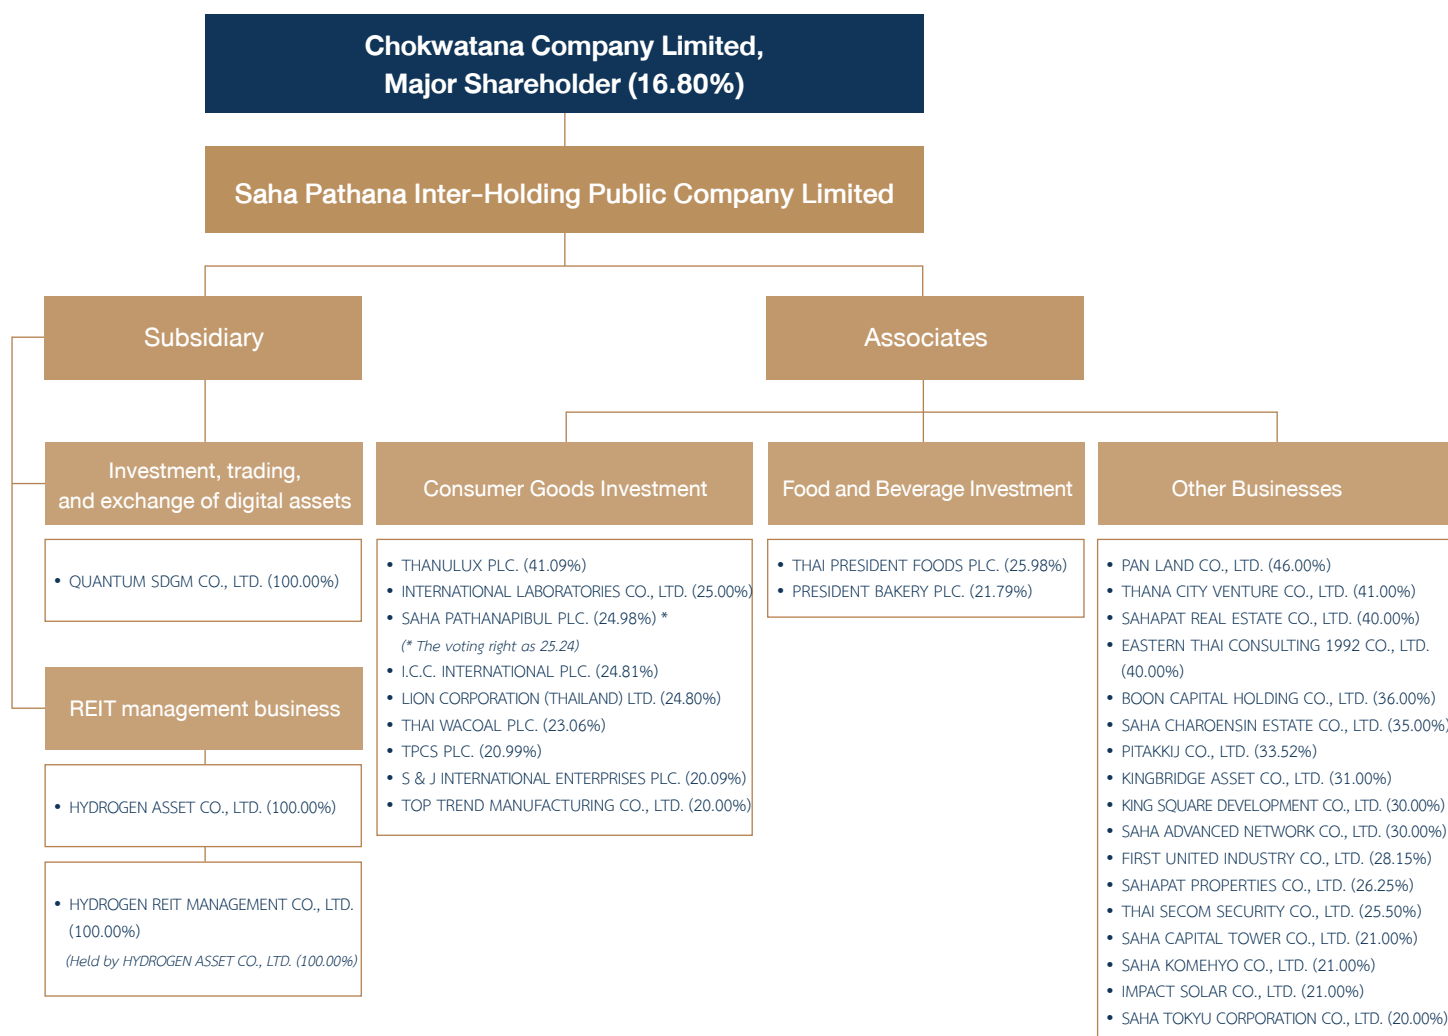 Chokwatana Company Limited,
Major Shareholder (16.80%)
Saha Pathana Inter-Holding Public Company Limited
Subsidiary
Associates
Investment, trading,
and exchange of digital assets
• QUANTUM SDGM CO., LTD. (100.00%)
REIT management business
• HYDROGEN ASSET CO., LTD. (100.00%)
• HYDROGEN REIT MANAGEMENT CO., LTD.
(100.00%)
(Held by HYDROGEN ASSET CO., LTD. (100.00%)
Consumer Goods Investment
• THANULUX PLC. (41.09%)
• INTERNATIONAL LABORATORIES CO., LTD. (25.00%)
• SAHA PATHANAPIBUL PLC. (24.98%) *
(* The voting right as 25.24)
• I.C.C. INTERNATIONAL PLC. (24.81%)
• LION CORPORATION (THAILAND) LTD. (24.80%)
• THAI WACOAL PLC. (23.06%)
• TPCS PLC. (20.99%)
• S & J INTERNATIONAL ENTERPRISES PLC. (20.09%)
• TOP TREND MANUFACTURING CO., LTD. (20.00%)
Food and Beverage Investment
• THAI PRESIDENT FOODS PLC. (25.98%)
• PRESIDENT BAKERY PLC. (21.79%)
Other Businesses
• PAN LAND CO., LTD. (46.00%)
• THANA CITY VENTURE CO., LTD. (41.00%)
• SAHAPAT REAL ESTATE CO., LTD. (40.00%)
• EASTERN THAI CONSULTING 1992 CO., LTD.
(40.00%)
• BOON CAPITAL HOLDING CO., LTD. (36.00%)
• SAHA CHAROENSIN ESTATE CO., LTD. (35.00%)
• PITAKKIJ CO., LTD. (33.52%)
• KINGBRIDGE ASSET CO., LTD. (31.00%)
• KING SQUARE DEVELOPMENT CO., LTD. (30.00%)
• SAHA ADVANCED NETWORK CO., LTD. (30.00%)
• FIRST UNITED INDUSTRY CO., LTD. (28.15%)
• SAHAPAT PROPERTIES CO., LTD. (26.25%)
• THAI SECOM SECURITY CO., LTD. (25.50%)
• SAHA CAPITAL TOWER CO., LTD. (21.00%)
• SAHA KOMEHYO CO., LTD. (21.00%)
• IMPACT SOLAR CO., LTD. (21.00%)
• SAHA TOKYU CORPORATION CO., LTD. (20.00%)